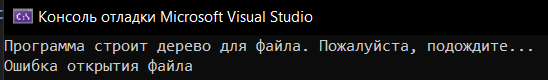 C:\ Консоль отладки Microsoft Visual Studio
Программа строит дерево для файла. Пожалуйста, подождите...
Ошибка открытия файла